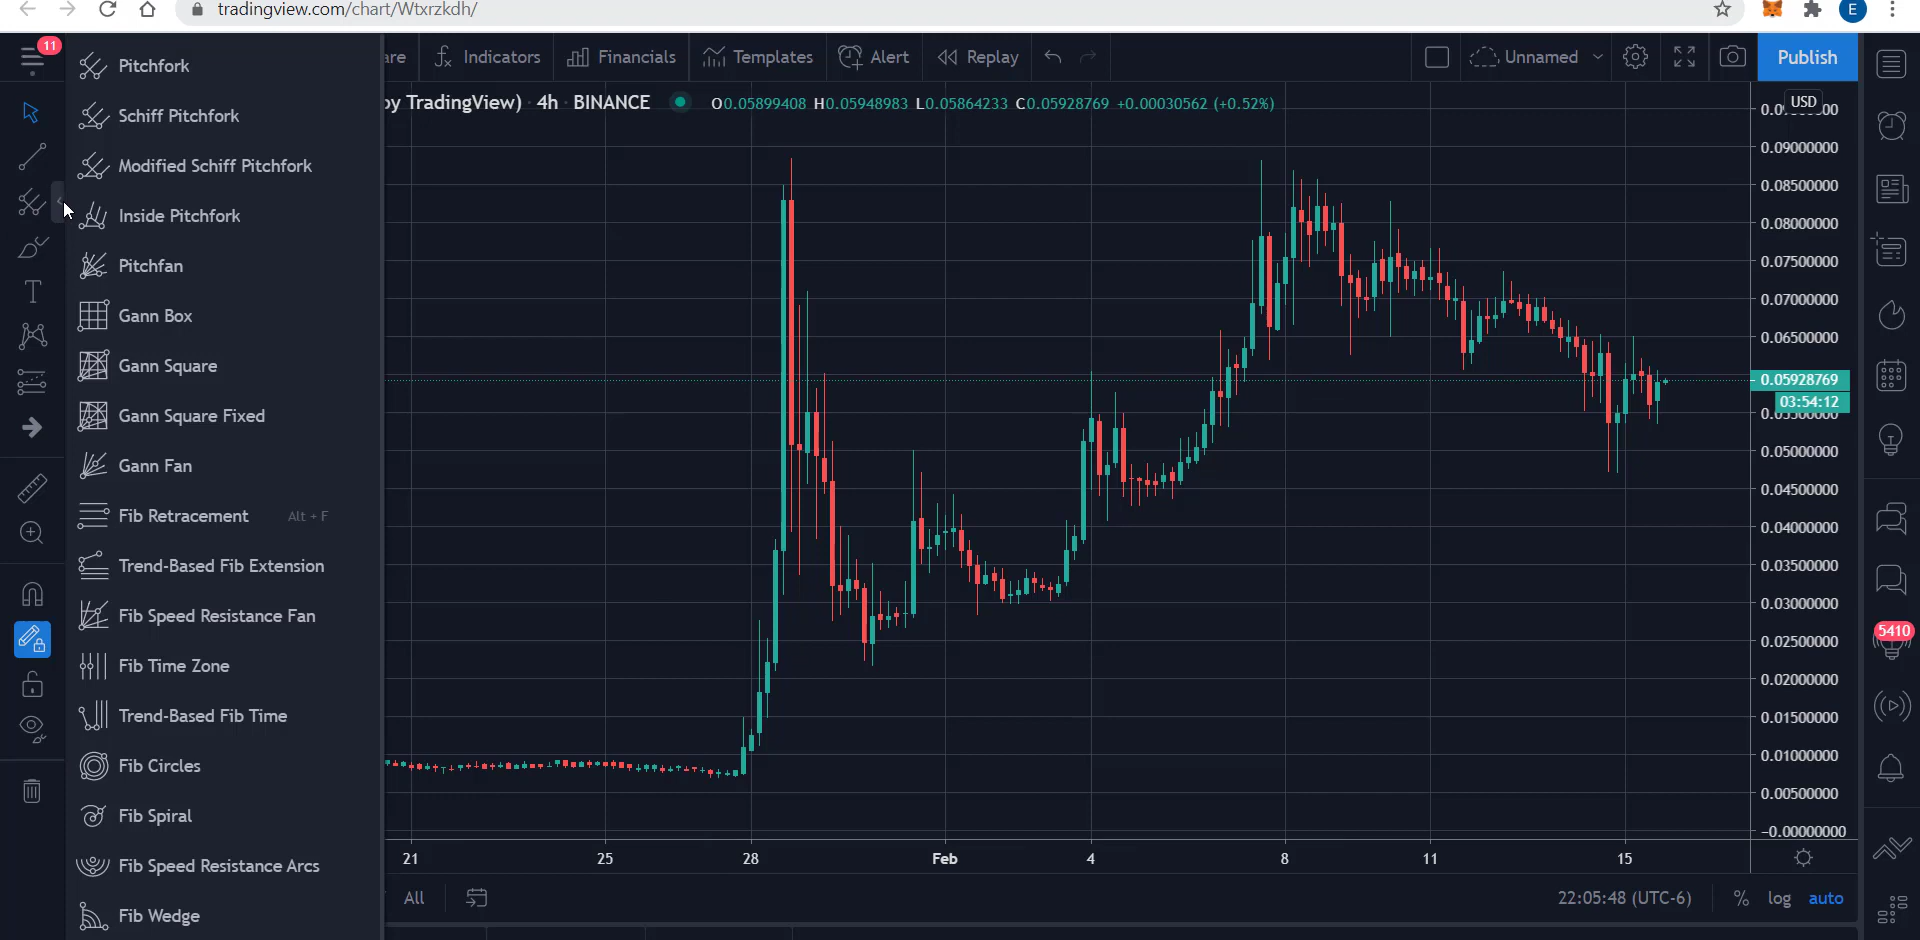 tradingview.com/chart/Wtxrzkdh/
E
11
are
Indicators
Financials
Templates
Alert
Replay
Unnamed
Publish
by TradingView) · 4h · BINANCE
O0.05899408 H0.05948983 L0.05864233 C0.05928769 +0.00030562 (+0.52%)
USD
Pitchfork
Schiff Pitchfork
Modified Schiff Pitchfork
Inside Pitchfork
Pitchfan
Gann Box
Gann Square
Gann Square Fixed
Gann Fan
Fib Retracement Alt + F
Trend-Based Fib Extension
Fib Speed Resistance Fan
Fib Time Zone
Trend-Based Fib Time
Fib Circles
Fib Spiral
Fib Speed Resistance Arcs
Fib Wedge
0.09000000
0.08500000
0.08000000
0.07500000
0.07000000
0.06500000
0.05928769
03:54:12
0.05000000
0.04500000
0.04000000
0.03500000
0.03000000
0.02500000
0.02000000
0.01500000
0.01000000
0.00500000
-0.00000000
5410
21 25 28 Feb 4 8 11 15
All
22:05:48 (UTC-6)
%
log
auto